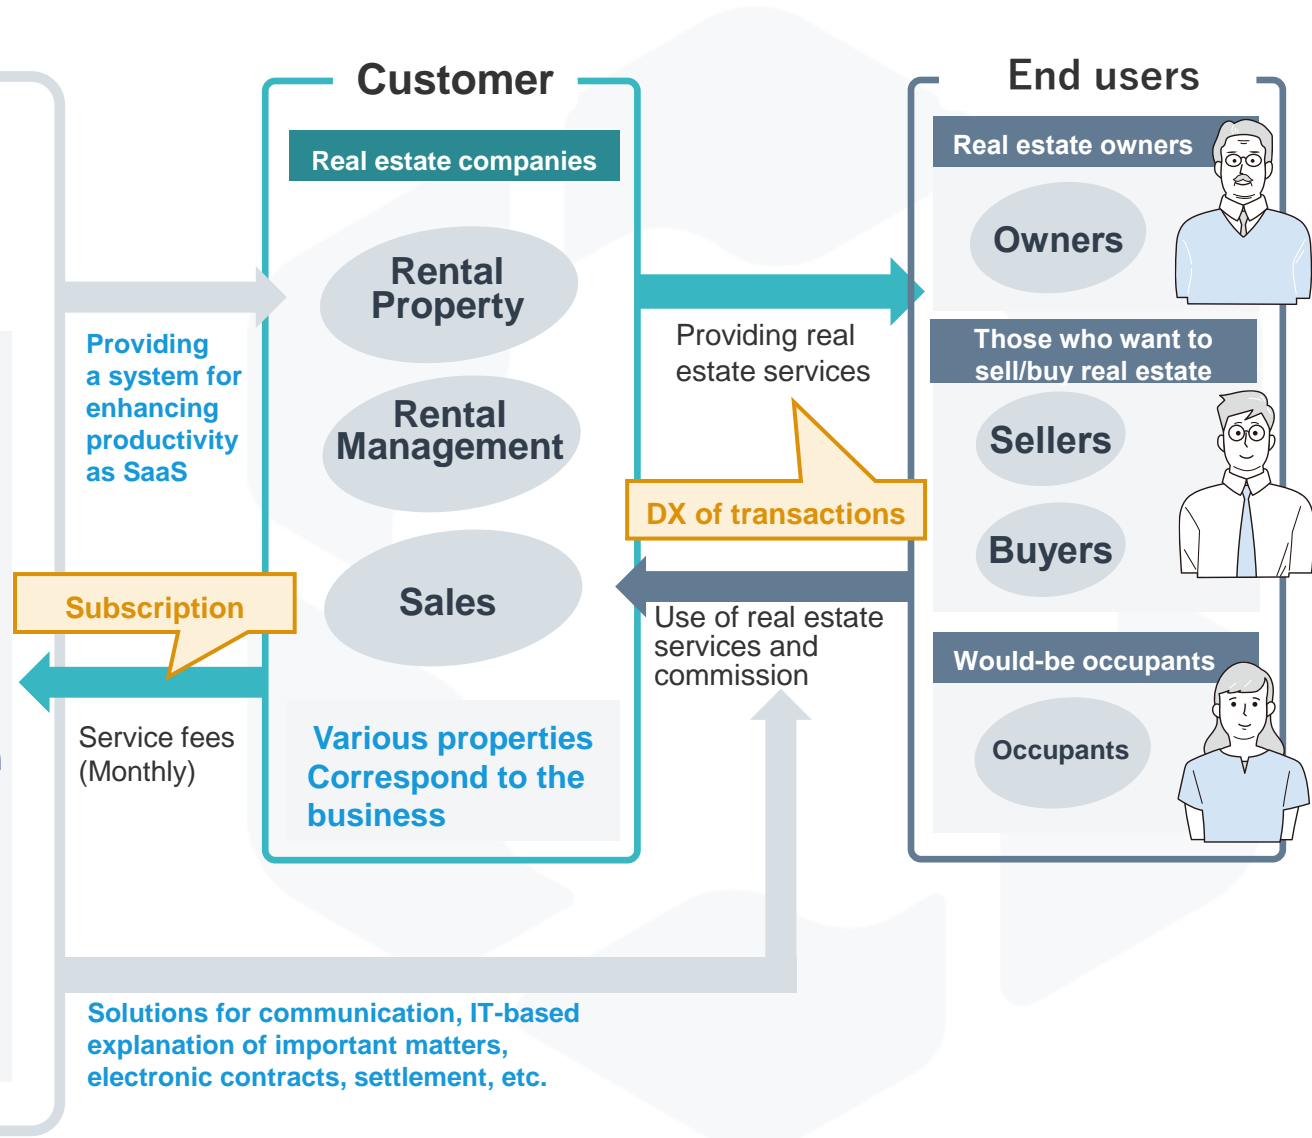 Customer
Real estate companies
Rental
Property
Rental
Management
Sales
Various properties
Correspond to the
business
Providing
a system for
enhancing
productivity
as SaaS
Subscription
Service fees
(Monthly)
Providing real
estate services
DX of transactions
Use of real estate
services and
commission
End users
Real estate owners
Owners
Those who want to
sell/buy real estate
Sellers
Buyers
Would-be occupants
Occupants
Solutions for communication, IT-based
explanation of important matters,
electronic contracts, settlement, etc.